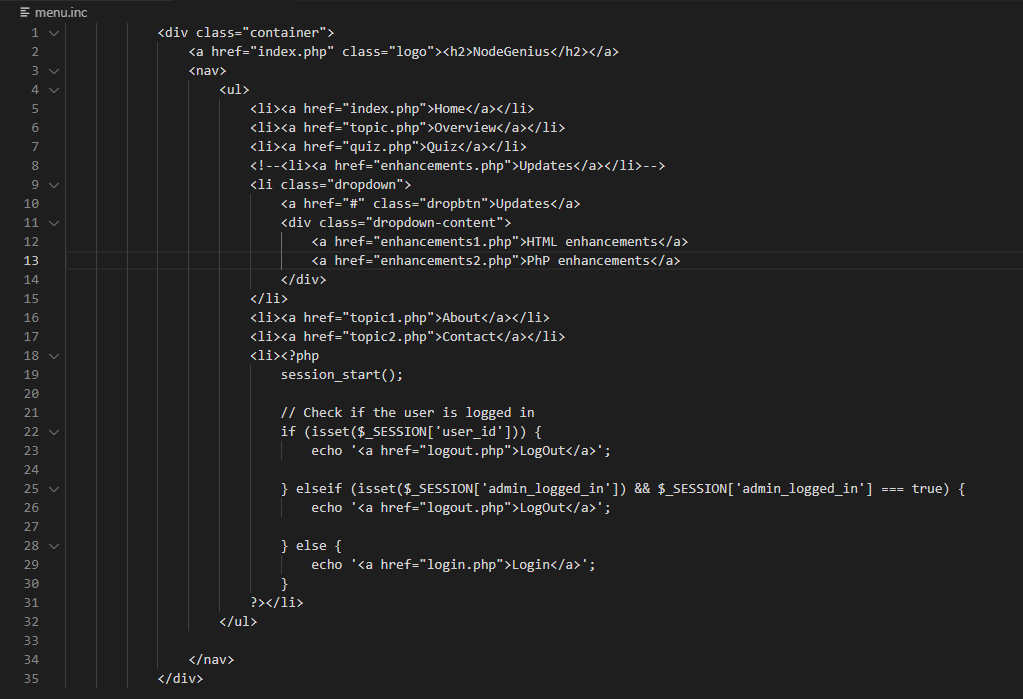 menu.inc
1 <div class="container">
2 <a href="index.php" class="logo"><h2>NodeGenius</h2></a>
3 <nav>
4 <ul>
5 <li><a href="index.php">Home</a></li>
6 <li><a href="topic.php">Overview</a></li>
7 <li><a href="quiz.php">Quiz</a></li>
8 <!--<li><a href="enhancements.php">Updates</a></li>-->
9 <li class="dropdown">
10 <a href="#" class="dropbtn">Updates</a>
11 <div class="dropdown-content">
12 <a href="enhancements1.php">HTML enhancements</a>
13 <a href="enhancements2.php">PhP enhancements</a>
14 </div>
15 </li>
16 <li><a href="topic1.php">About</a></li>
17 <li><a href="topic2.php">Contact</a></li>
18 <li><?php
19 session_start();
20
21 // Check if the user is logged in
22 if (isset($_SESSION['user_id'])) {
23 echo '<a href="logout.php">LogOut</a>';
24
25 } elseif (isset($_SESSION['admin_logged_in']) && $_SESSION['admin_logged_in'] === true) {
26 echo '<a href="logout.php">LogOut</a>';
27
28 } else {
29 echo '<a href="login.php">Login</a>';
30 }
31 ?></li>
32 </ul>
33
34 </nav>
35 </div>